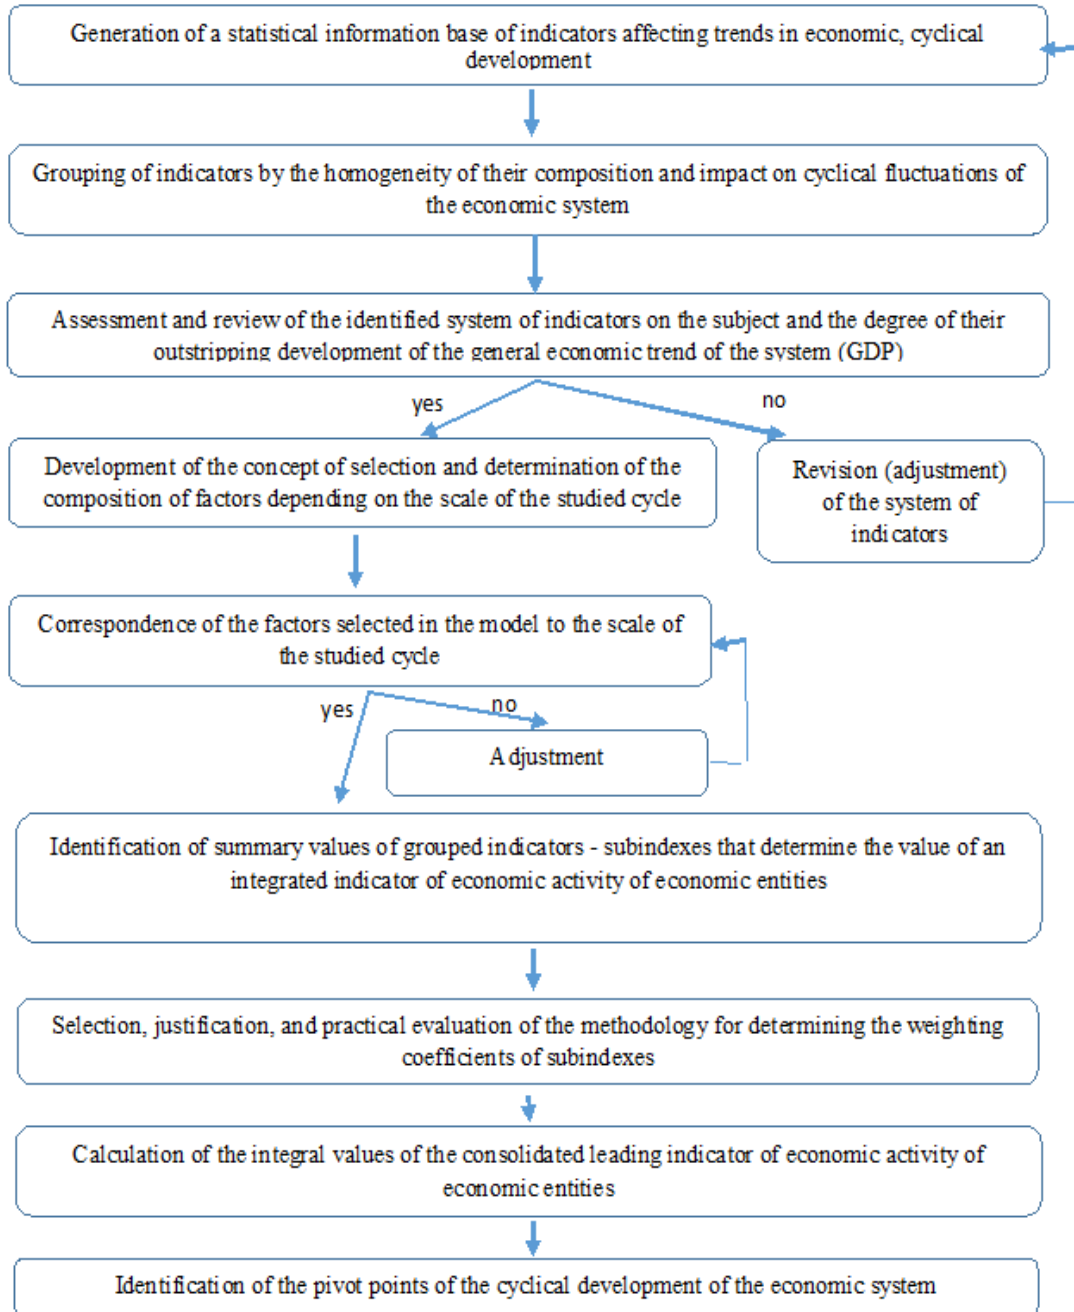 Generation of a statistical information base of indicators affecting trends in economic, cyclical
development
Grouping of indicators by the homogeneity of their composition and impact on cyclical fluctuations of
the economic system
Assessment and review of the identified system of indicators on the subject and the degree of their
outstripping development of the general economic trend of the system (GDP)
yes
no
Development of the concept of selection and determination of the
composition of factors depending on the scale of the studied cycle
Revision (adjustment)
of the system of
indicators
Correspondence of the factors selected in the model to the scale of
the studied cycle
yes
no
Adjustment
Identification of summary values of grouped indicators - subindexes that determine the value of an
integrated indicator of economic activity of economic entities
Selection, justification, and practical evaluation of the methodology for determining the weighting
coefficients of subindexes
Calculation of the integral values of the consolidated leading indicator of economic activity of
economic entities
Identification of the pivot points of the cyclical development of the economic system